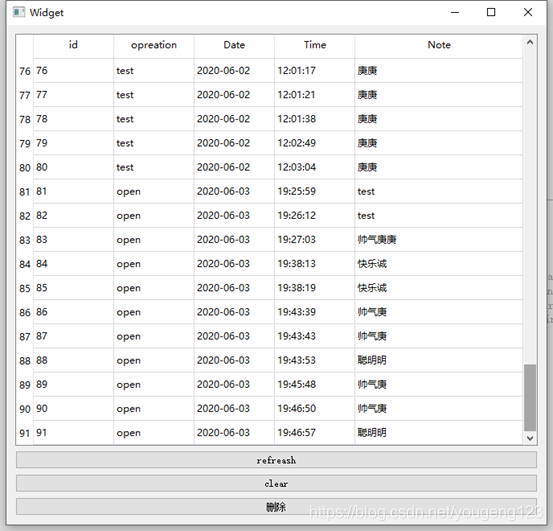 Widget
id opreation Date Time Note
76 76 test 2020-06-02 12:01:17 庚庚
77 77 test 2020-06-02 12:01:21 庚庚
78 78 test 2020-06-02 12:01:38 庚庚
79 79 test 2020-06-02 12:02:49 庚庚
80 80 test 2020-06-02 12:03:04 庚庚
81 81 open 2020-06-03 19:25:59 test
82 82 open 2020-06-03 19:26:12 test
83 83 open 2020-06-03 19:27:03 帅气庚庚
84 84 open 2020-06-03 19:38:13 快乐诚
85 85 open 2020-06-03 19:38:19 快乐诚
86 86 open 2020-06-03 19:43:39 帅气庚
87 87 open 2020-06-03 19:43:43 帅气庚
88 88 open 2020-06-03 19:43:53 聪明明
89 89 open 2020-06-03 19:45:48 帅气庚
90 90 open 2020-06-03 19:46:50 帅气庚
91 91 open 2020-06-03 19:46:57 聪明明
refreash
clear
删除
https://blog.csdn.net/yougeng123